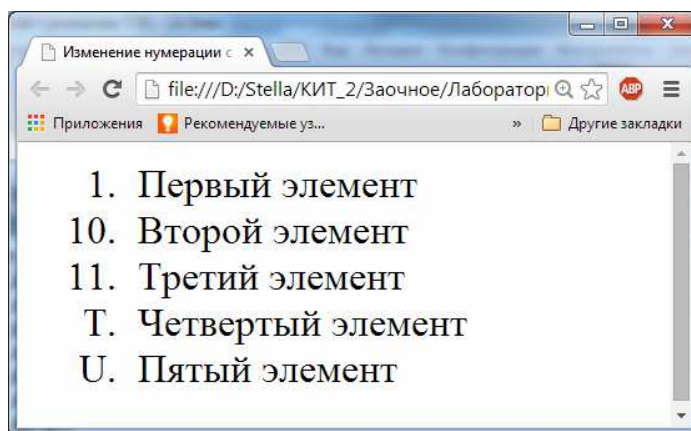 Изменение нумерации с
file:///D:/Stella/КИТ_2/Заочное/Лаборатор
ABP
Приложения Рекомендуемые уз... » Другие закладки
1. Первый элемент
10. Второй элемент
11. Третий элемент
T. Четвертый элемент
U. Пятый элемент